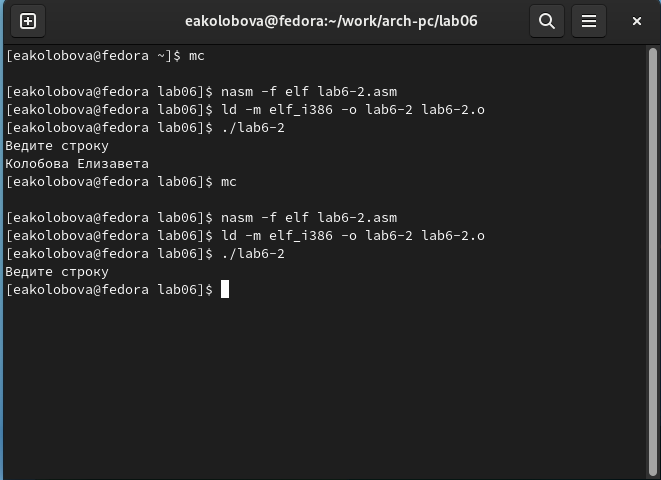 eakolobova@fedora:~/work/arch-pc/lab06
[eakolobova@fedora ~]$ mc
[eakolobova@fedora lab06]$ nasm -f elf lab6-2.asm
[eakolobova@fedora lab06]$ ld -m elf_i386 -o lab6-2 lab6-2.o
[eakolobova@fedora lab06]$ ./lab6-2
Ведите строку
Колобова Елизавета
[eakolobova@fedora lab06]$ mc
[eakolobova@fedora lab06]$ nasm -f elf lab6-2.asm
[eakolobova@fedora lab06]$ ld -m elf_i386 -o lab6-2 lab6-2.o
[eakolobova@fedora lab06]$ ./lab6-2
Ведите строку
[eakolobova@fedora lab06]$